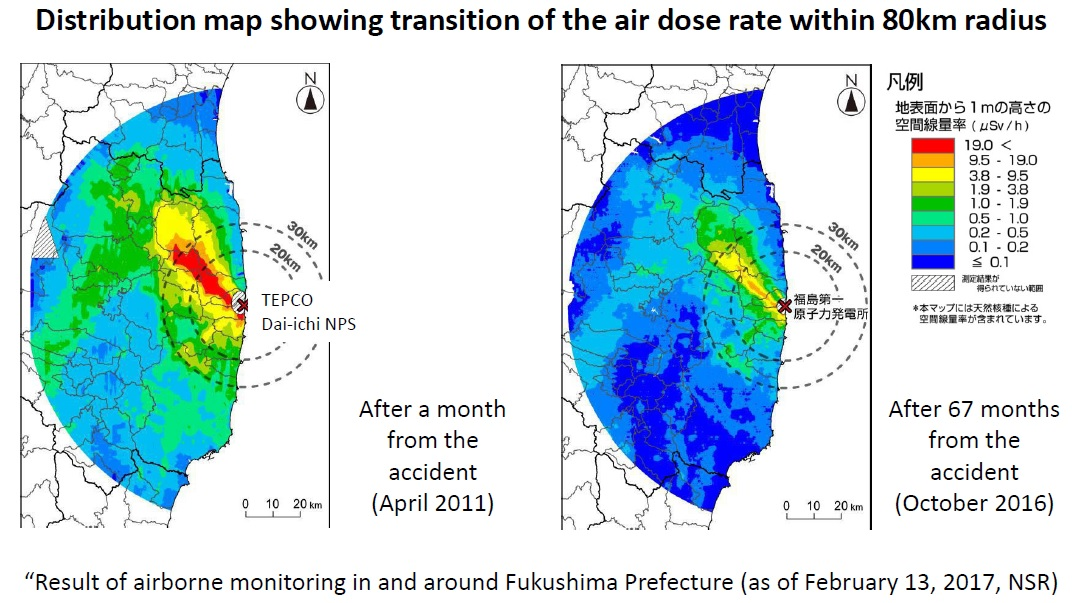 Distribution map showing transition of the air dose rate within 80km radius
N
30km
20km
TEPCO
Dai-ichi NPS
0 10 20 km
After a month
from the
accident
(April 2011)
N
30km
20km
福島第一
原子力発電所
0 10 20 km
凡例
地表面から1mの高さの
空間線量率 (μSv/h)
19.0 <
9.5 - 19.0
3.8 - 9.5
1.9 - 3.8
1.0 - 1.9
0.5 - 1.0
0.2 - 0.5
0.1 - 0.2
≤ 0.1
測定結果が
得られていない範囲
*本マップには天然核種による
空間線量率が含まれています。
After 67 months
from the
accident
(October 2016)
“Result of airborne monitoring in and around Fukushima Prefecture (as of February 13, 2017, NSR)